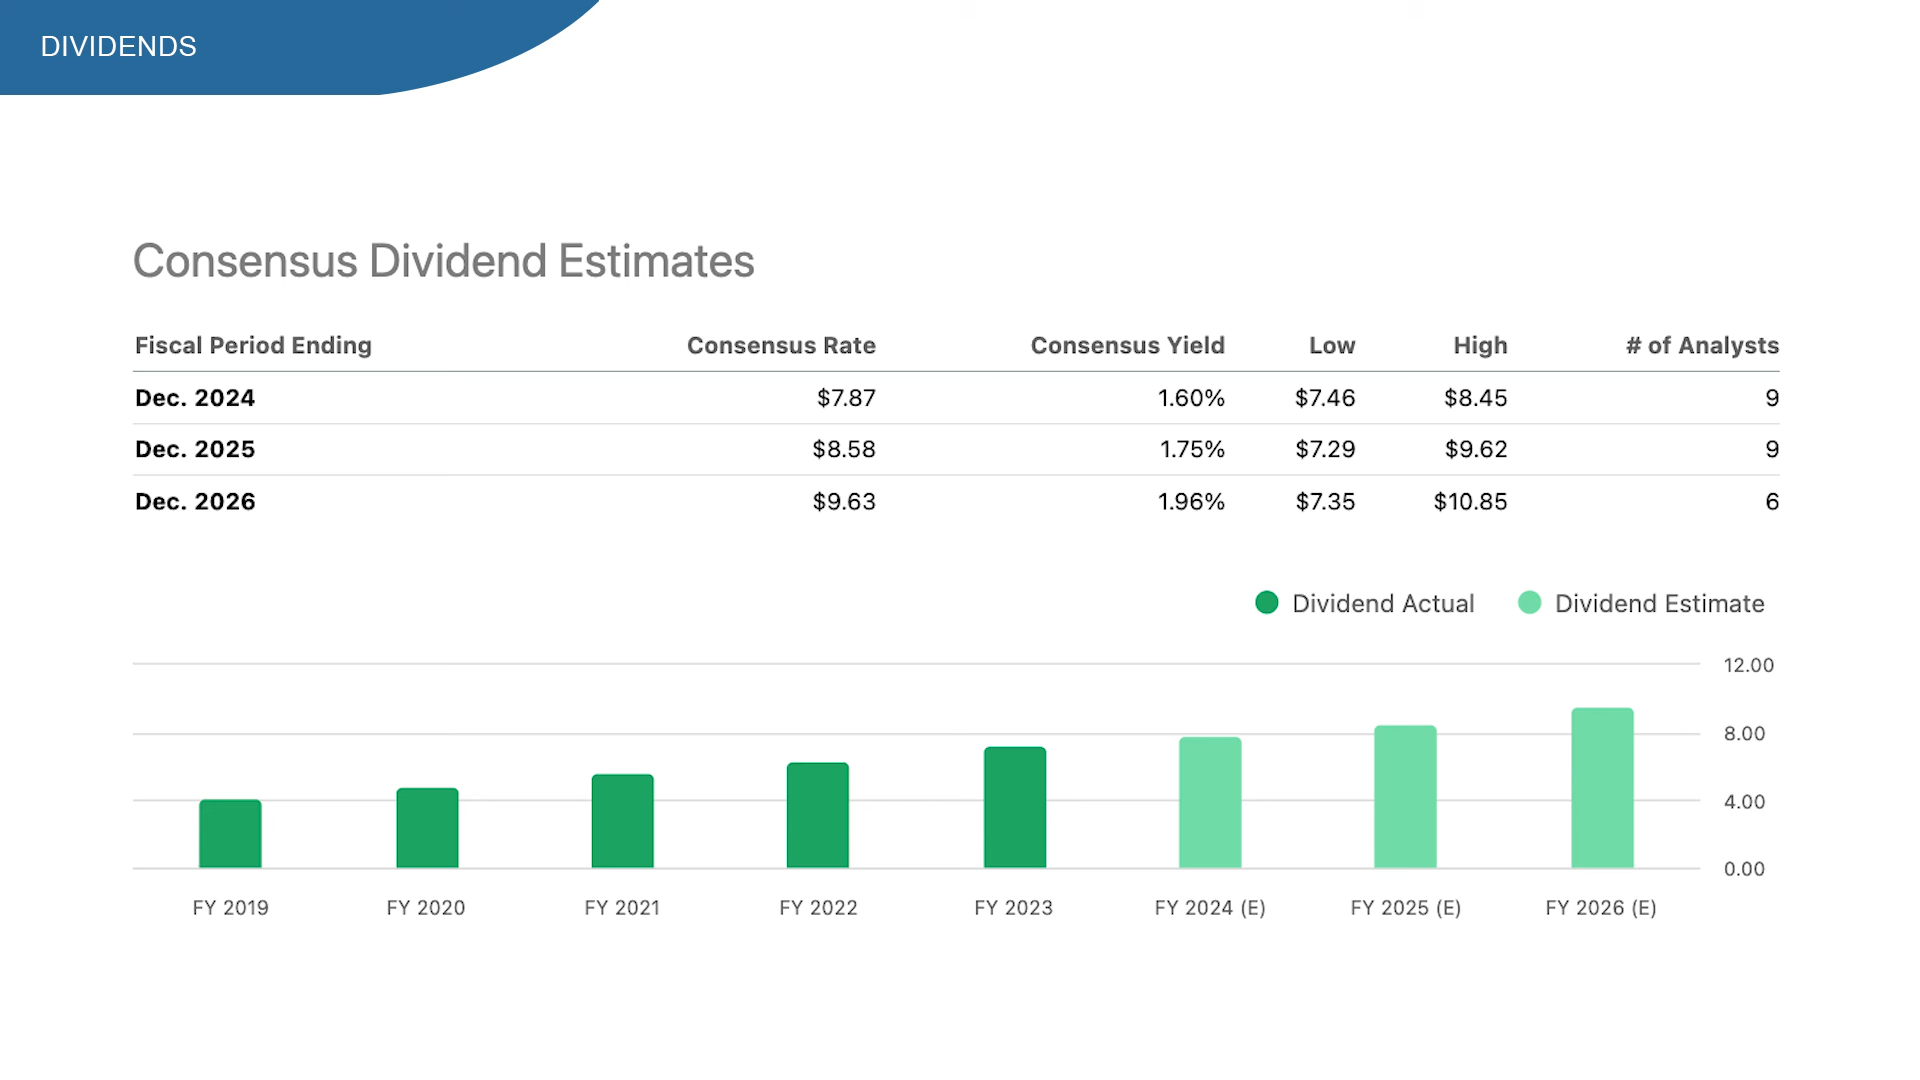 DIVIDENDS
Consensus Dividend Estimates
Fiscal Period Ending Consensus Rate Consensus Yield Low High # of Analysts
Dec. 2024 $7.87 1.60% $7.46 $8.45 9
Dec. 2025 $8.58 1.75% $7.29 $9.62 9
Dec. 2026 $9.63 1.96% $7.35 $10.85 6
Dividend Actual Dividend Estimate
12.00
8.00
4.00
0.00
FY 2019 FY 2020 FY 2021 FY 2022 FY 2023 FY 2024 (E) FY 2025 (E) FY 2026 (E)